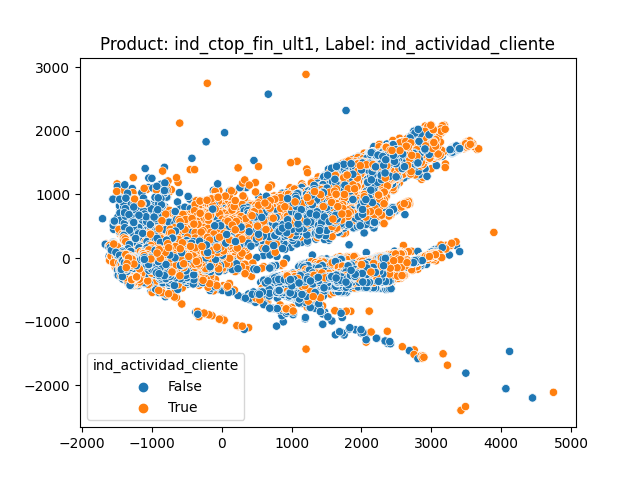 Product: ind_ctop_fin_ult1, Label: ind_actividad_cliente
3000
2000
1000
0
−1000
−2000
ind_actividad_cliente
False
True
−2000 −1000 0 1000 2000 3000 4000 5000